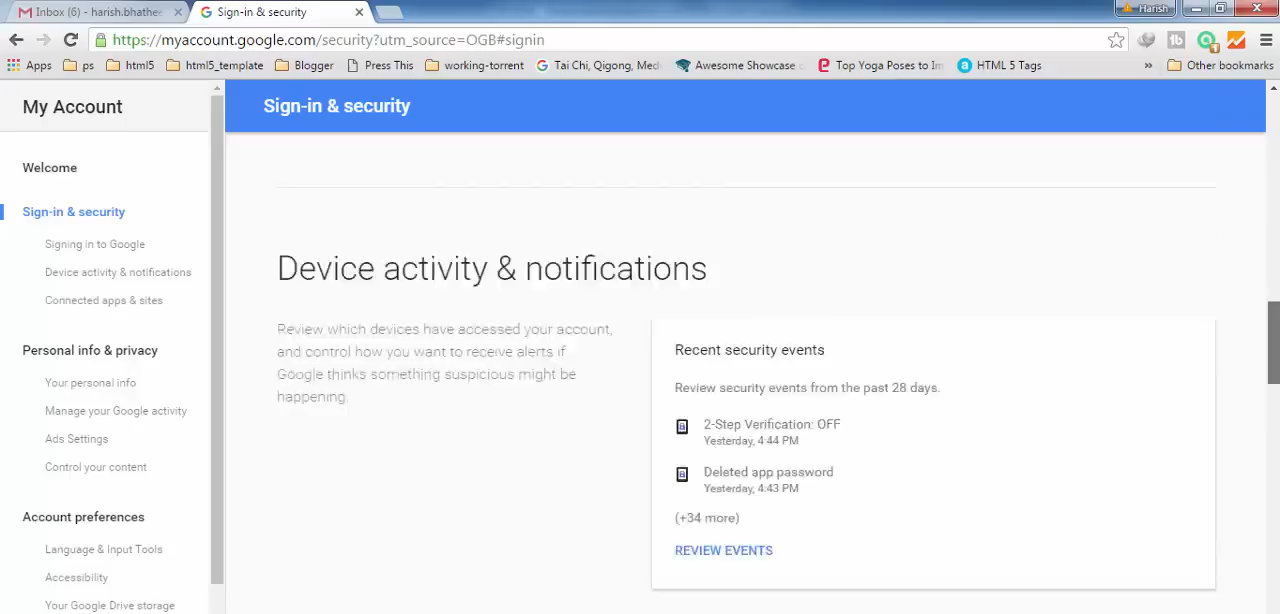 Inbox (6) - harish.bhathee
Sign-in & security
Harish
https://myaccount.google.com/security?utm_source=OGB#signin
Apps
ps
html5
html5_template
Blogger
Press This
working-torrent
Tai Chi, Qigong, Med
Awesome Showcase
Top Yoga Poses to Im
HTML 5 Tags
»
Other bookmarks
My Account
Sign-in & security
Welcome
Sign-in & security
Signing in to Google
Device activity & notifications
Connected apps & sites
Personal info & privacy
Your personal info
Manage your Google activity
Ads Settings
Control your content
Account preferences
Language & Input Tools
Accessibility
Your Google Drive storage
Device activity & notifications
Review which devices have accessed your account,
and control how you want to receive alerts if
Google thinks something suspicious might be
happening.
Recent security events
Review security events from the past 28 days.
2-Step Verification: OFF
Yesterday, 4:44 PM
Deleted app password
Yesterday, 4:43 PM
(+34 more)
REVIEW EVENTS